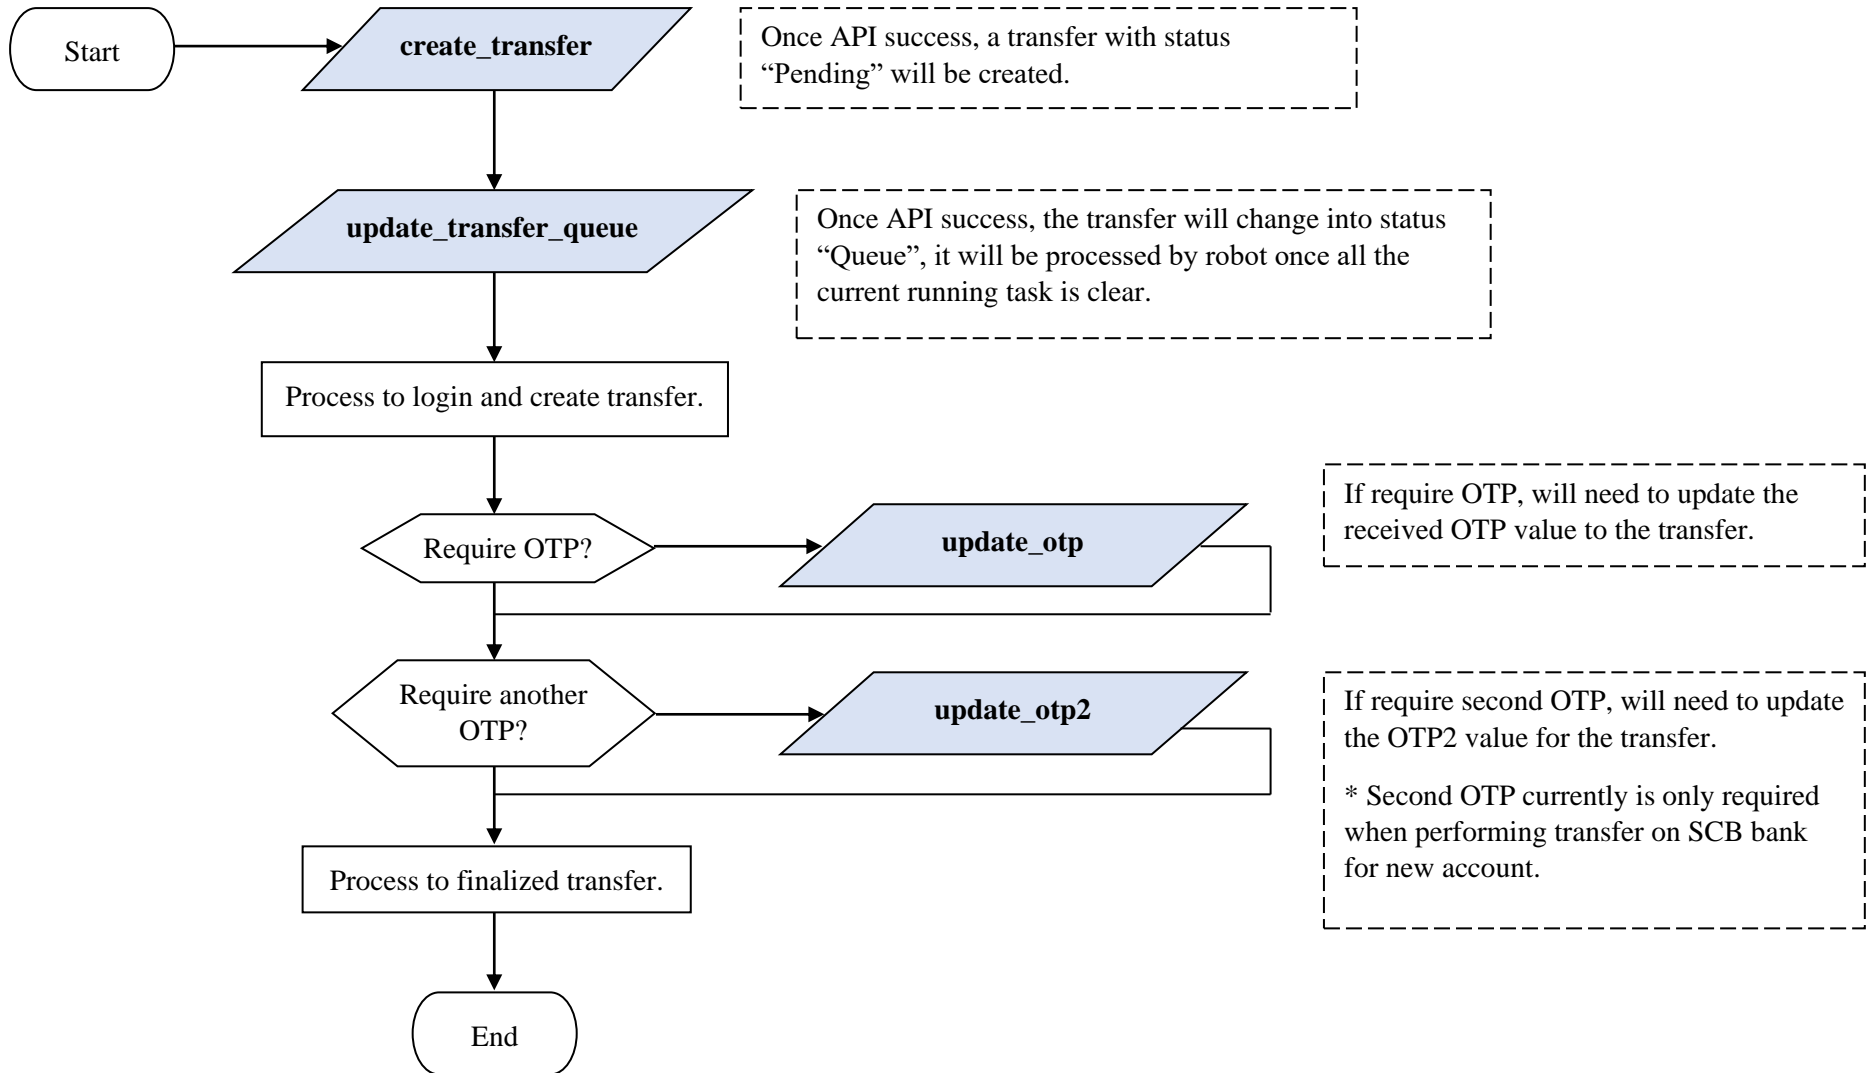 Start
create_transfer
Once API success, a transfer with status
“Pending” will be created.
update_transfer_queue
Once API success, the transfer will change into status
“Queue”, it will be processed by robot once all the
current running task is clear.
Process to login and create transfer.
Require OTP?
update_otp
If require OTP, will need to update the
received OTP value to the transfer.
Require another
OTP?
update_otp2
If require second OTP, will need to update
the OTP2 value for the transfer.
* Second OTP currently is only required
when performing transfer on SCB bank
for new account.
Process to finalized transfer.
End